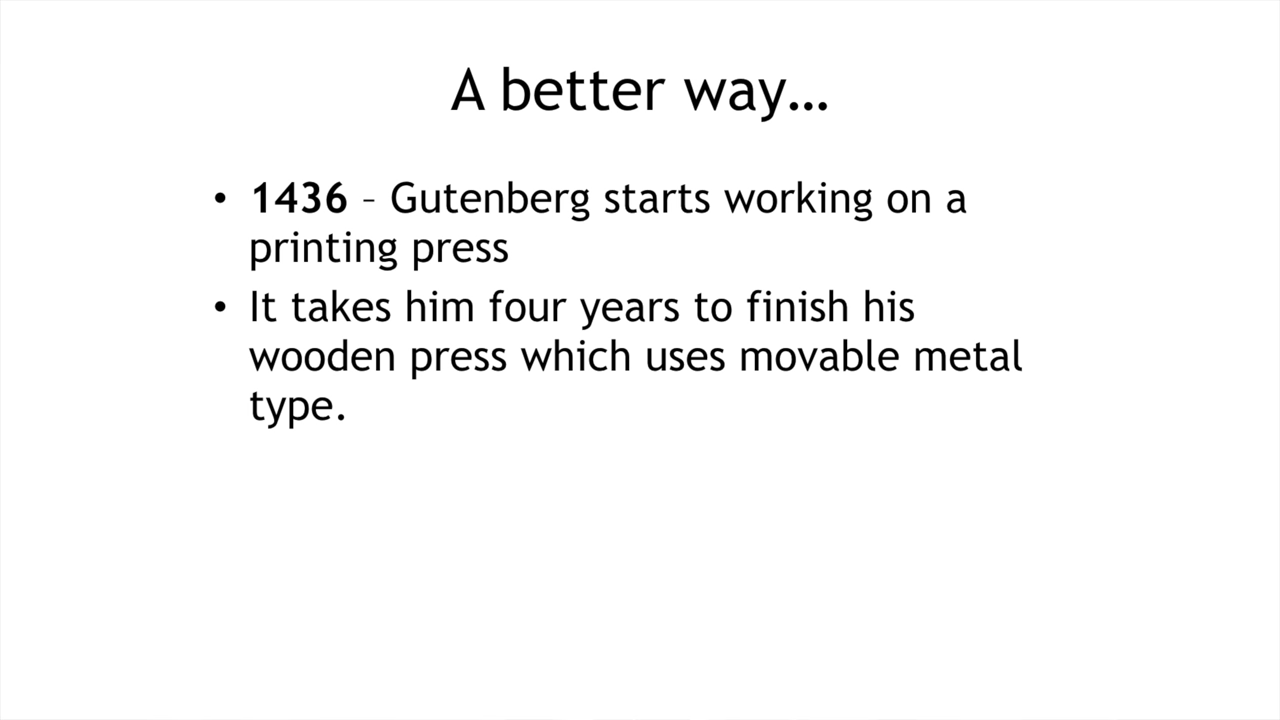 A better way…
• 1436 – Gutenberg starts working on a
printing press
• It takes him four years to finish his
wooden press which uses movable metal
type.